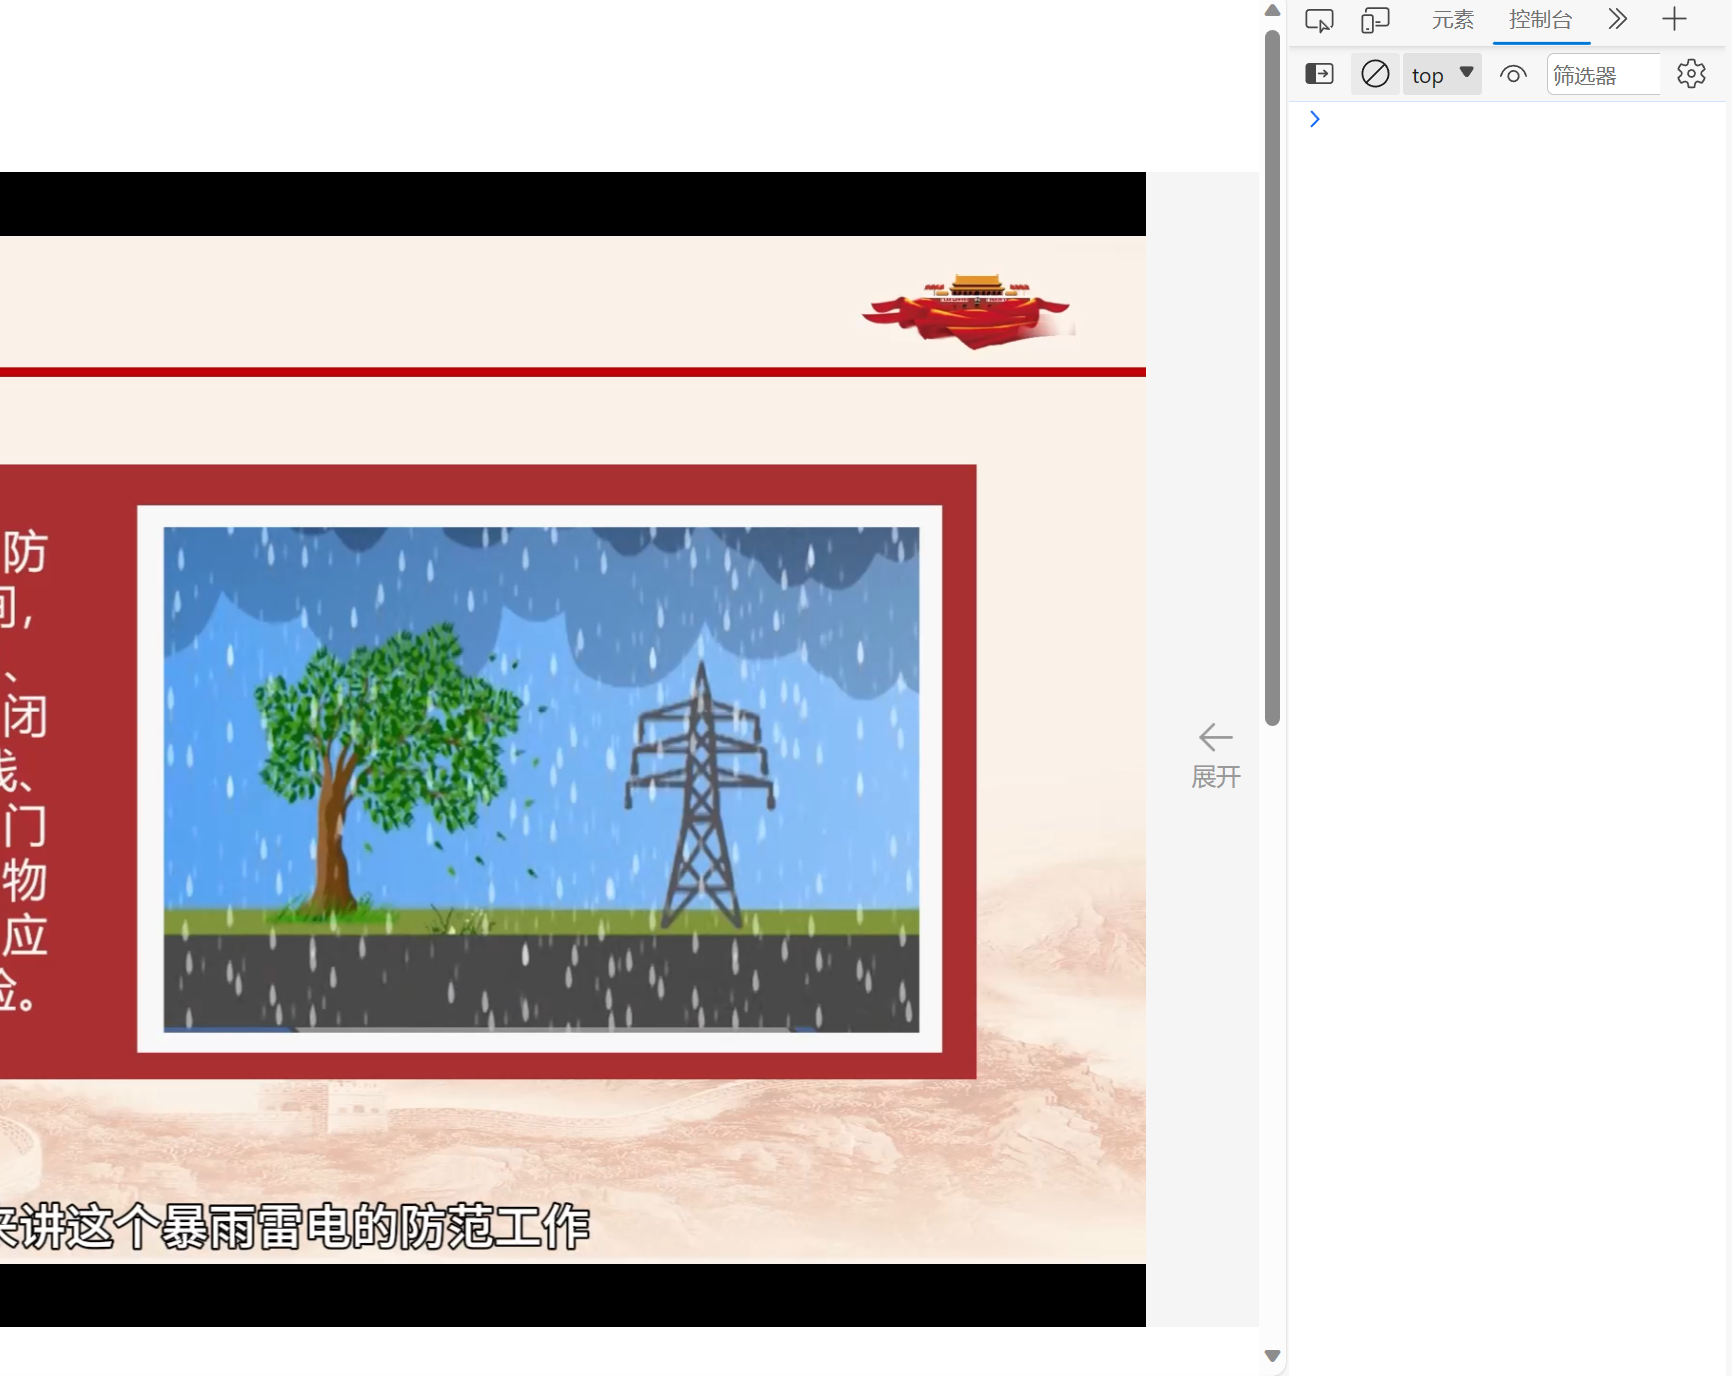 元素
控制台
top
筛选器
防
间，
、
闭
线、
门
物
应
险。
展开
来讲这个暴雨雷电的防范工作